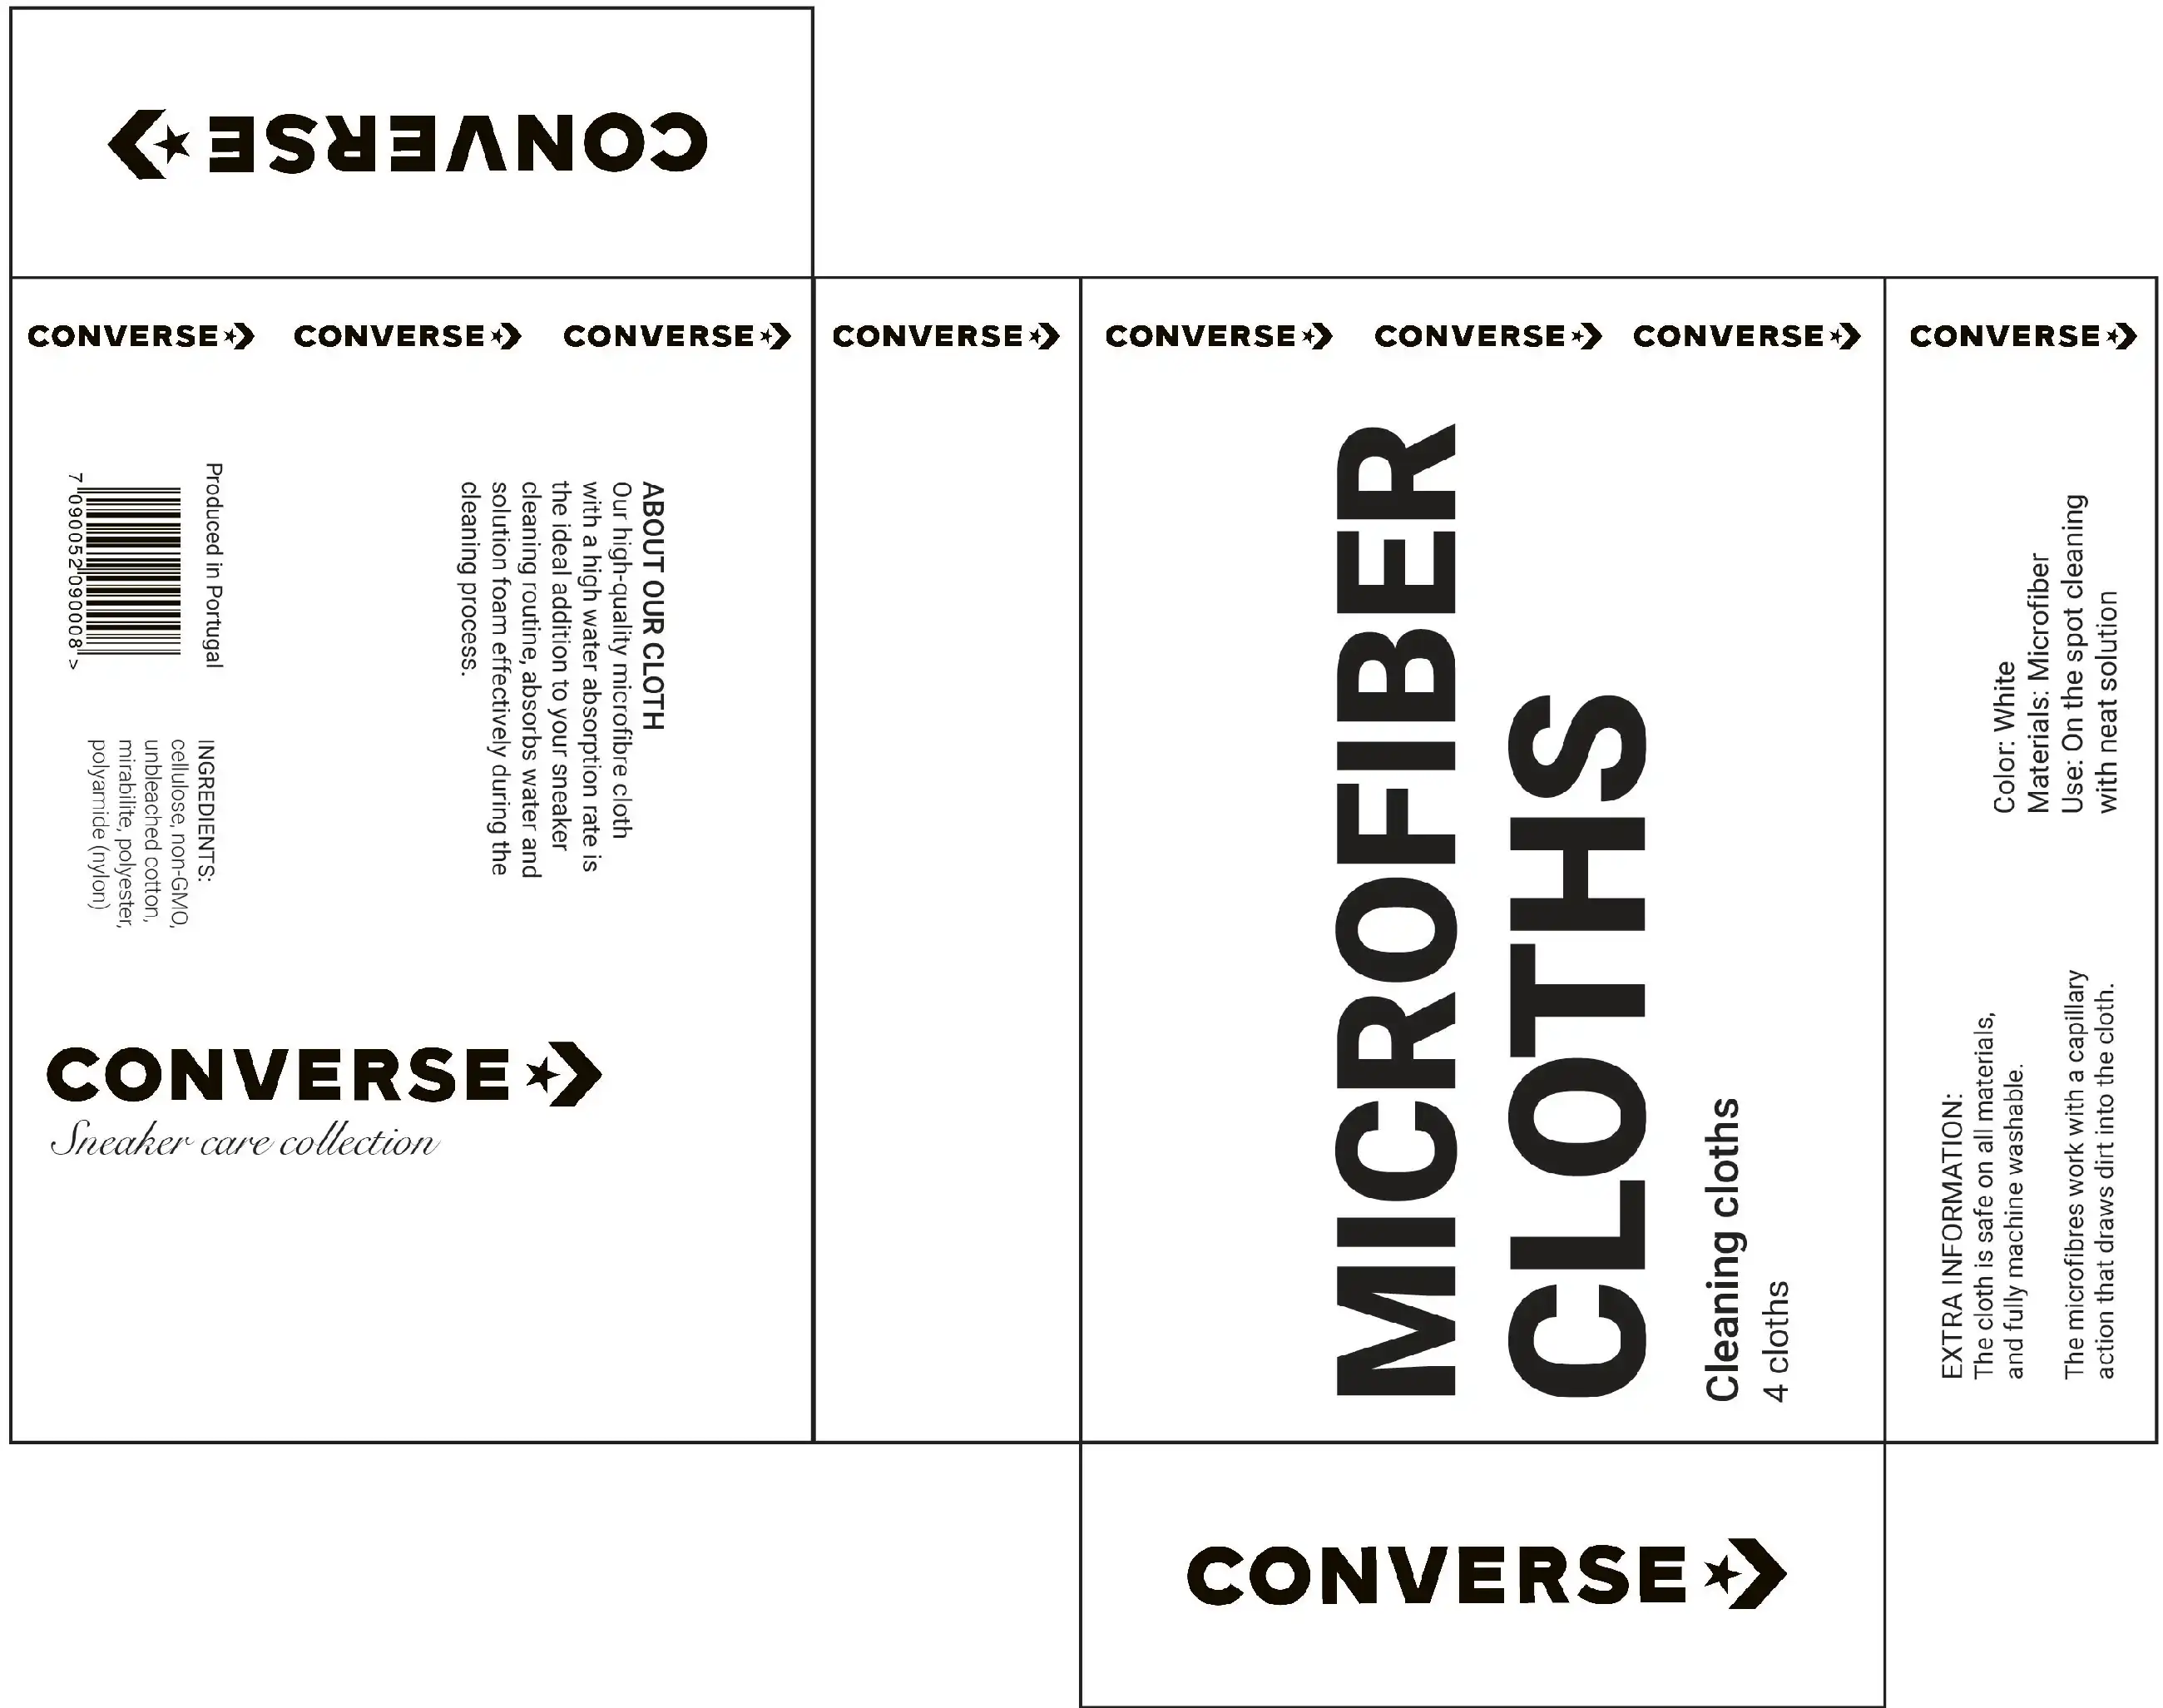 CONVERSE
CONVERSE CONVERSE CONVERSE CONVERSE CONVERSE CONVERSE CONVERSE CONVERSE
Produced in Portugal
7 090052 090008 >
INGREDIENTS:
cellulose, non-GMO,
unbleached cotton,
mirabilite, polyester,
polyamide (nylon)
ABOUT OUR CLOTH
Our high-quality microfibre cloth
with a high water absorption rate is
the ideal addition to your sneaker
cleaning routine, absorbs water and
solution foam effectively during the
cleaning process.
CONVERSE
Sneaker care collection
MICROFIBER
CLOTHS
Cleaning cloths
4 cloths
Color: White
Materials: Microfiber
Use: On the spot cleaning
with neat solution
EXTRA INFORMATION:
The cloth is safe on all materials,
and fully machine washable.
The microfibres work with a capillary
action that draws dirt into the cloth.
CONVERSE